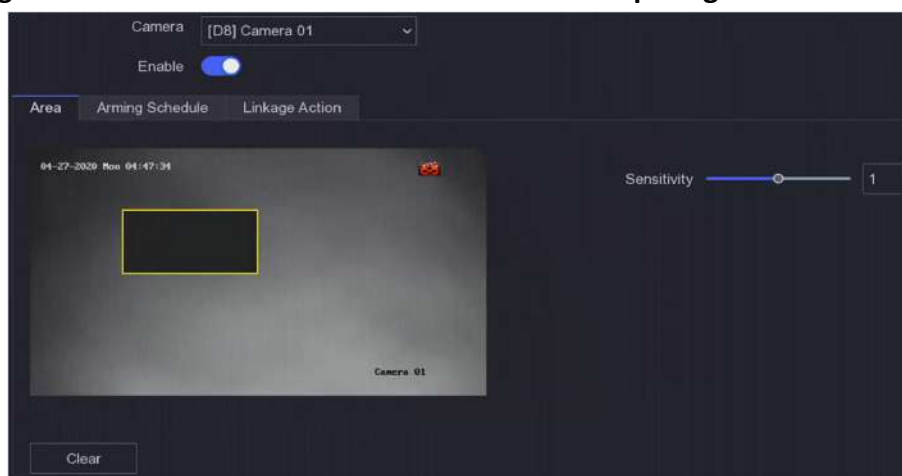 Camera
[D8] Camera 01
Enable
Area Arming Schedule Linkage Action
04-27-2020 Mon 04:47:34
Sensitivity
1
Camera 01
Clear